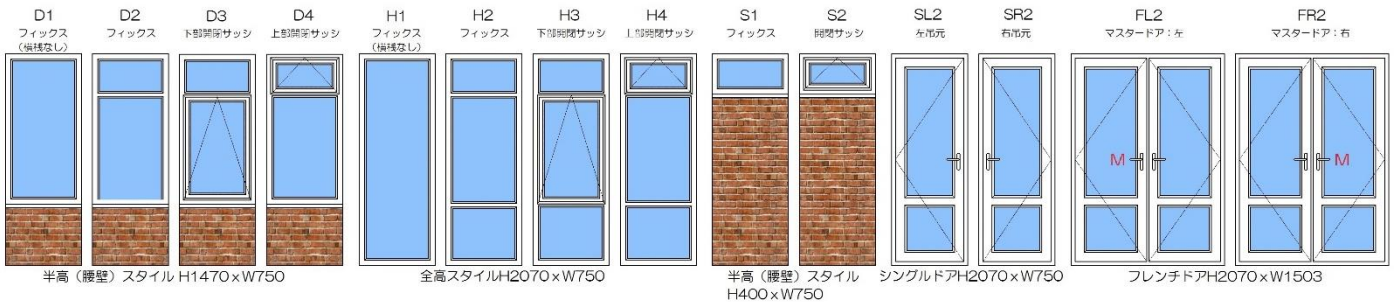 D1
フィックス
(横桟なし)
D2
フィックス
D3
下部開閉サッシ
D4
上部開閉サッシ
H1
フィックス
(横桟なし)
H2
フィックス
H3
下部開閉サッシ
H4
上部開閉サッシ
S1
フィックス
S2
開閉サッシ
SL2
左吊元
SR2
右吊元
FL2
マスタードア：左
FR2
マスタードア：右
M
M
半高（腰壁）スタイル H1470×W750
全高スタイルH2070×W750
半高（腰壁）スタイル
H400×W750
シングルドアH2070×W750
フレンチドアH2070×W1503